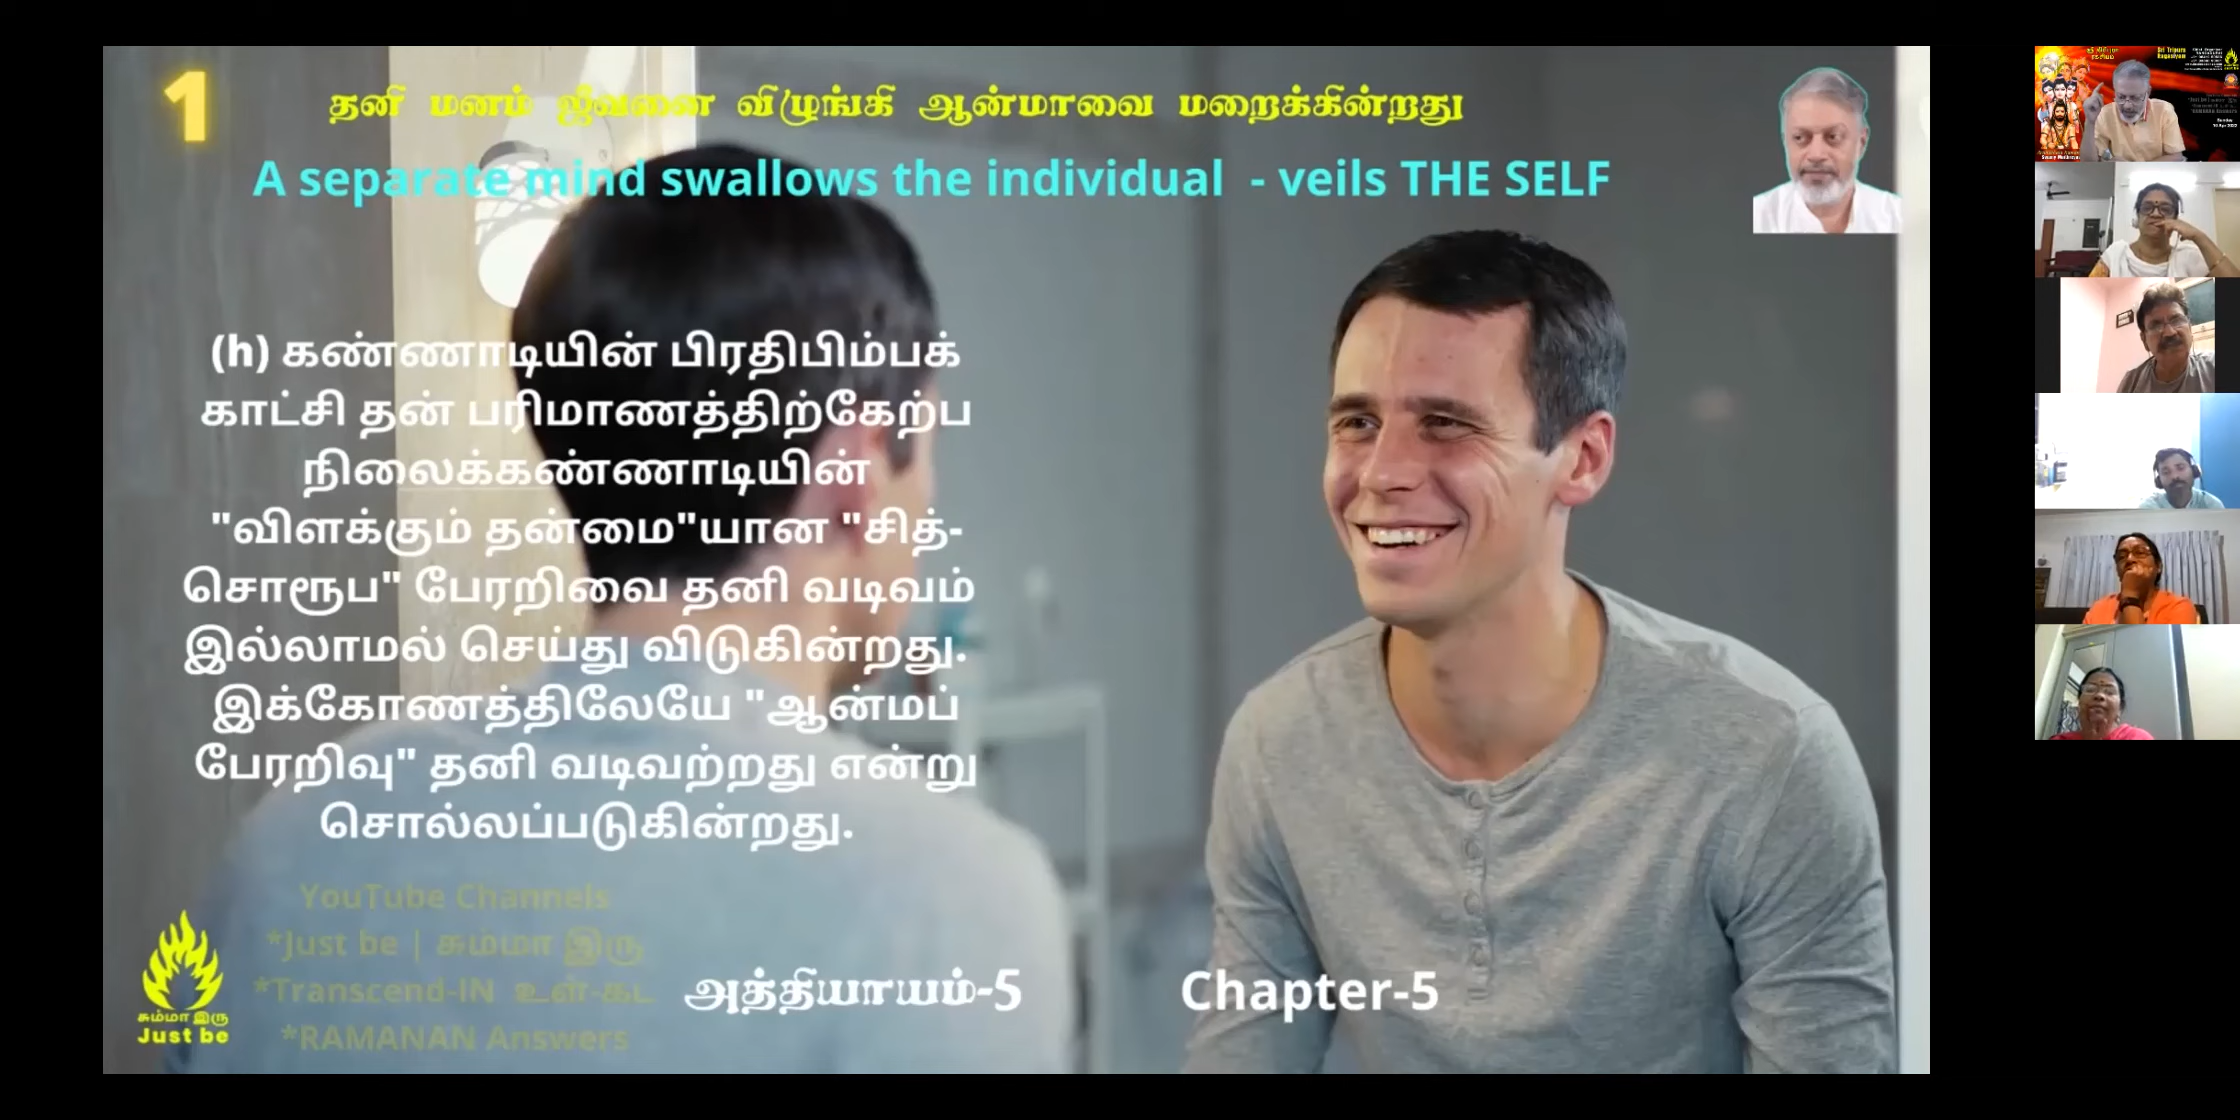 1
தனி மனம் ஜீவனை விழுங்கி ஆன்மாவை மறைக்கின்றது
A separate mind swallows the individual - veils THE SELF
(h) கண்ணாடியின் பிரதிபிம்பக்
காட்சி தன் பரிமாணத்திற்கேற்ப
நிலைக்கண்ணாடியின்
"விளக்கும் தன்மை"யான "சித்-
சொரூப" பேரறிவை தனி வடிவம்
இல்லாமல் செய்து விடுகின்றது.
இக்கோணத்திலேயே "ஆன்மப்
பேரறிவு" தனி வடிவற்றது என்று
சொல்லப்படுகின்றது.
YouTube Channels
*Just be | சும்மா இரு
*Transcend-IN உள்-கட
*RAMANAN Answers
சும்மா இரு
Just be
அத்தியாயம்-5
Chapter-5
Sri Tripura